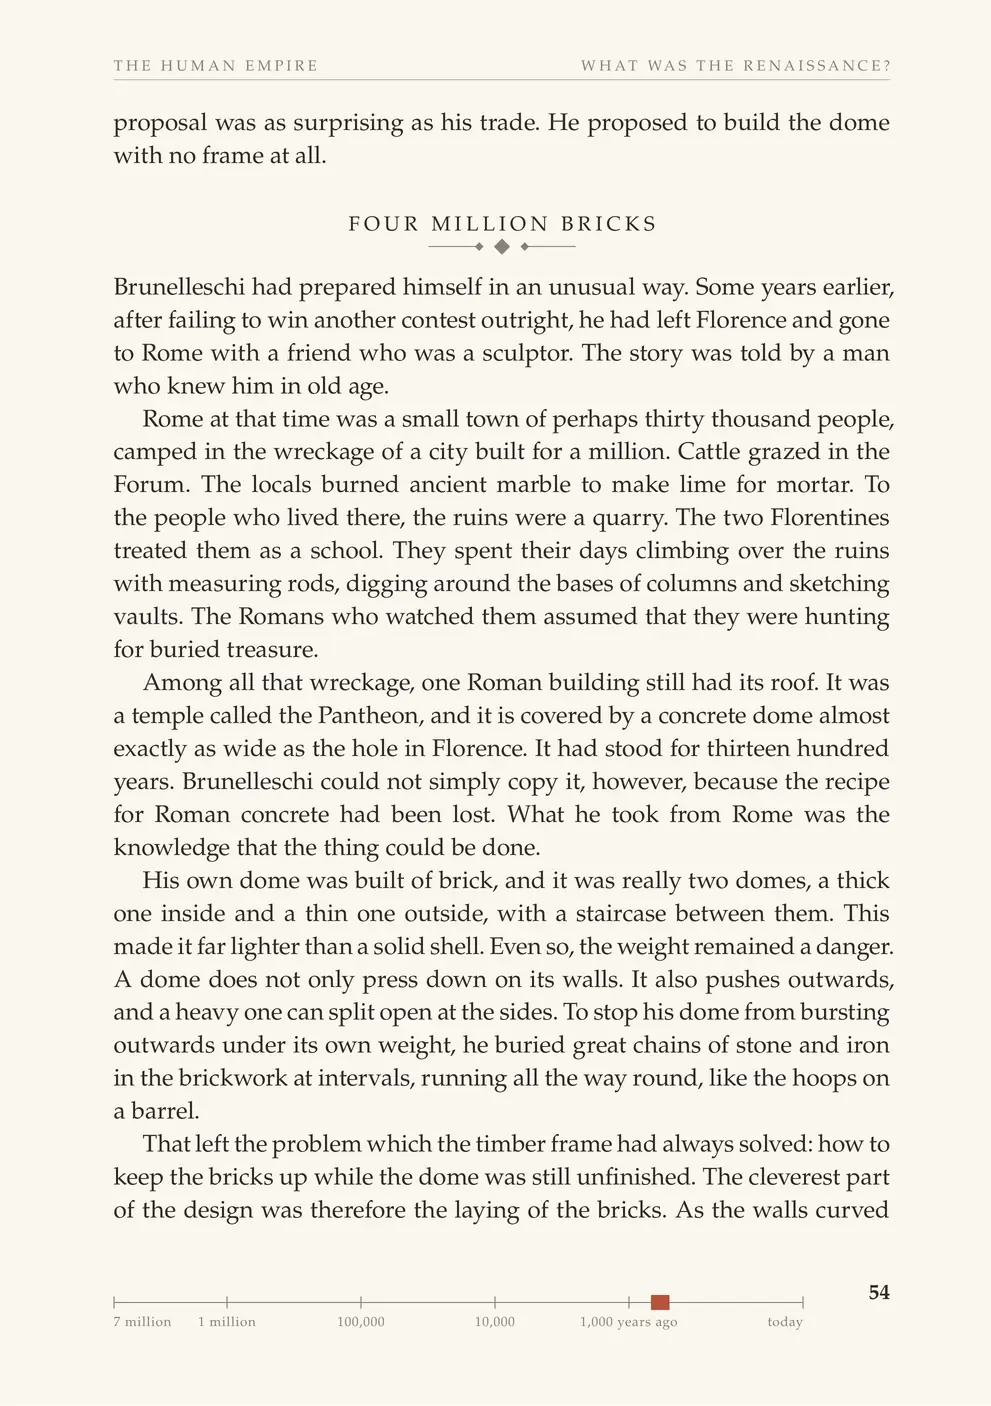 THE HUMAN EMPIRE
WHAT WAS THE RENAISSANCE?
proposal was as surprising as his trade. He proposed to build the dome
with no frame at all.
FOUR MILLION BRICKS
Brunelleschi had prepared himself in an unusual way. Some years earlier,
after failing to win another contest outright, he had left Florence and gone
to Rome with a friend who was a sculptor. The story was told by a man
who knew him in old age.
Rome at that time was a small town of perhaps thirty thousand people,
camped in the wreckage of a city built for a million. Cattle grazed in the
Forum. The locals burned ancient marble to make lime for mortar. To
the people who lived there, the ruins were a quarry. The two Florentines
treated them as a school. They spent their days climbing over the ruins
with measuring rods, digging around the bases of columns and sketching
vaults. The Romans who watched them assumed that they were hunting
for buried treasure.
Among all that wreckage, one Roman building still had its roof. It was
a temple called the Pantheon, and it is covered by a concrete dome almost
exactly as wide as the hole in Florence. It had stood for thirteen hundred
years. Brunelleschi could not simply copy it, however, because the recipe
for Roman concrete had been lost. What he took from Rome was the
knowledge that the thing could be done.
His own dome was built of brick, and it was really two domes, a thick
one inside and a thin one outside, with a staircase between them. This
made it far lighter than a solid shell. Even so, the weight remained a danger.
A dome does not only press down on its walls. It also pushes outwards,
and a heavy one can split open at the sides. To stop his dome from bursting
outwards under its own weight, he buried great chains of stone and iron
in the brickwork at intervals, running all the way round, like the hoops on
a barrel.
That left the problem which the timber frame had always solved: how to
keep the bricks up while the dome was still unfinished. The cleverest part
of the design was therefore the laying of the bricks. As the walls curved
54
7 million 1 million 100,000 10,000 1,000 years ago today